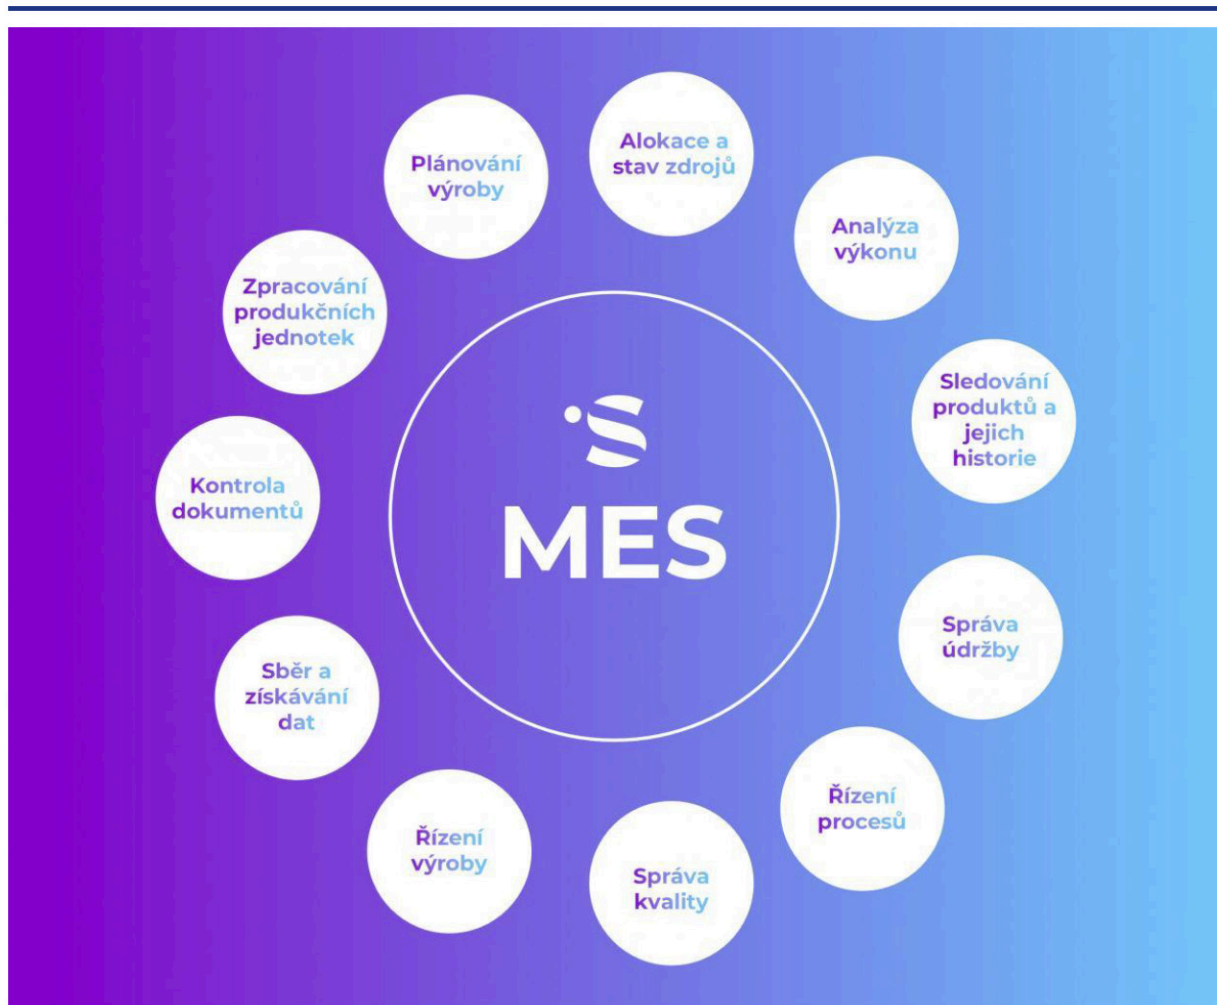 Alokace a
stav zdrojů
Plánování
výroby
Analýza
výkonu
Zpracování
produkčních
jednotek
Sledování
produktů a
jejich
historie
Kontrola
dokumentů
MES
Správa
údržby
Sběr a
získávání
dat
Řízení
procesů
Řízení
výroby
Správa
kvality